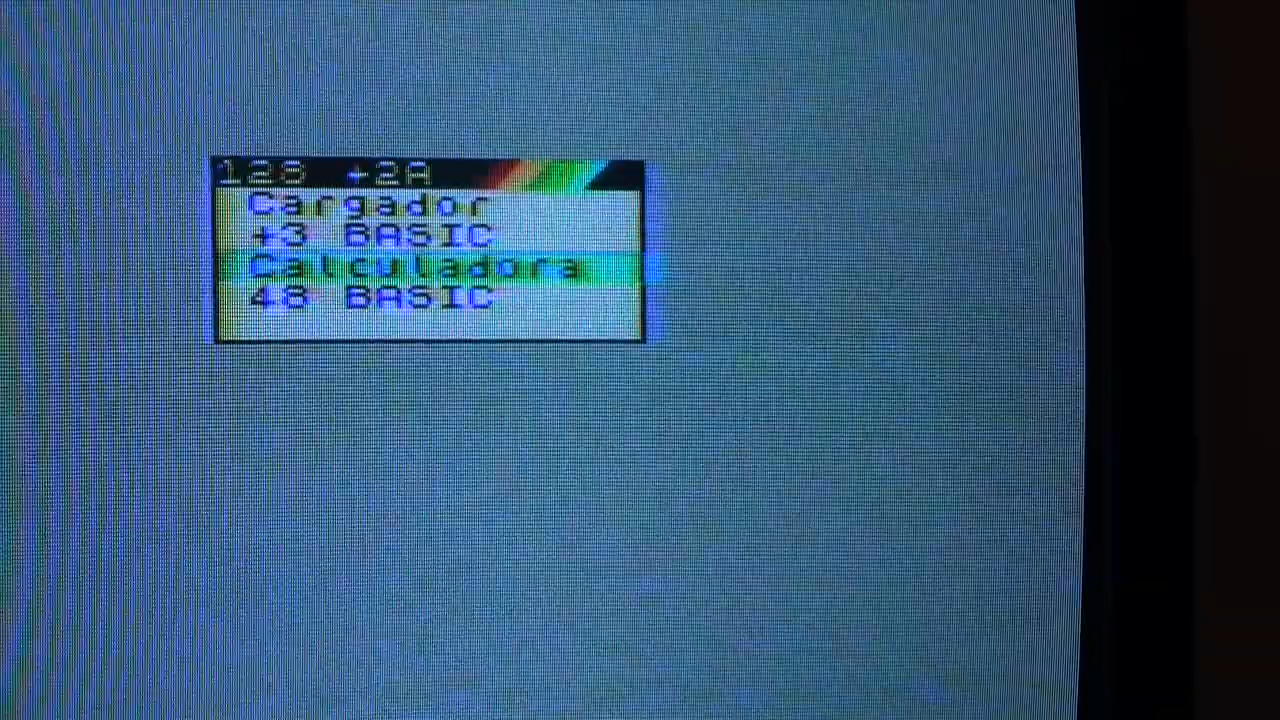 128 +2A
Cargador
+3 BASIC
Calculadora
48 BASIC